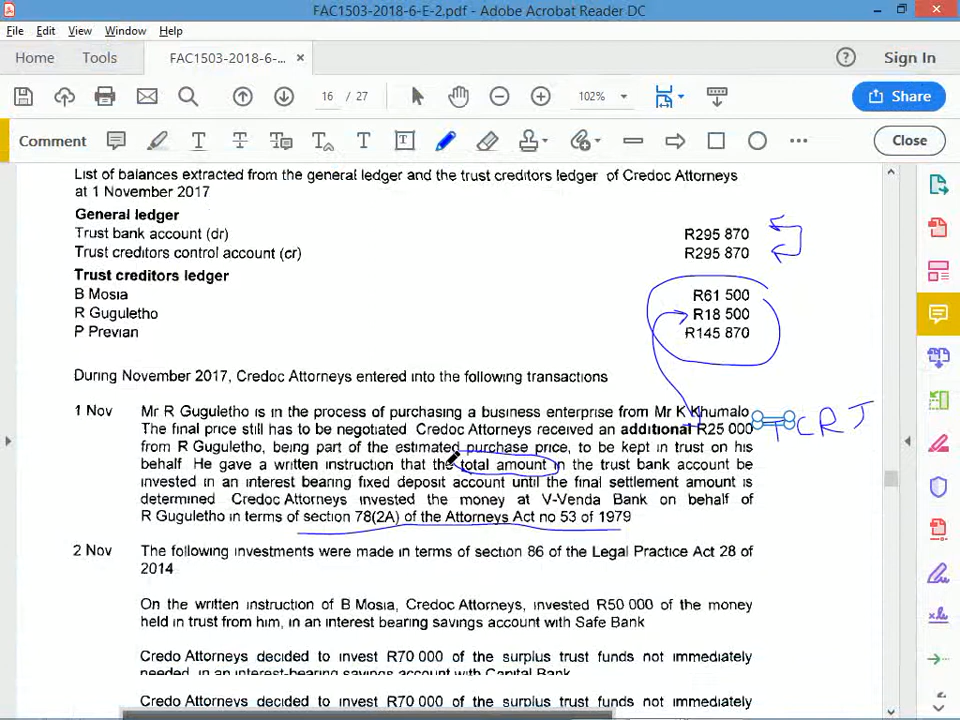 FAC1503-2018-6-E-2.pdf - Adobe Acrobat Reader DC
File Edit View Window Help
Home Tools FAC1503-2018-6-... × Sign In
16 / 27 102% Share
Comment Close
List of balances extracted from the general ledger and the trust creditors ledger of Credoc Attorneys
at 1 November 2017
General ledger
Trust bank account (dr) R295 870
Trust creditors control account (cr) R295 870
Trust creditors ledger
B Mosia R61 500
R Guguletho R18 500
P Previan R145 870
During November 2017, Credoc Attorneys entered into the following transactions
1 Nov Mr R Guguletho is in the process of purchasing a business enterprise from Mr K Khumalo
The final price still has to be negotiated Credoc Attorneys received an additional R25 000 TCRJ
from R Guguletho, being part of the estimated purchase price, to be kept in trust on his
behalf He gave a written instruction that the total amount in the trust bank account be
invested in an interest bearing fixed deposit account until the final settlement amount is
determined Credoc Attorneys invested the money at V-Venda Bank on behalf of
R Guguletho in terms of section 78(2A) of the Attorneys Act no 53 of 1979
2 Nov The following investments were made in terms of section 86 of the Legal Practice Act 28 of
2014
On the written instruction of B Mosia, Credoc Attorneys, invested R50 000 of the money
held in trust from him, in an interest bearing savings account with Safe Bank
Credo Attorneys decided to invest R70 000 of the surplus trust funds not immediately
needed, in an interest-bearing savings account with Capital Bank
Credo Attorneys decided to invest R70 000 of the surplus trust funds not immediately